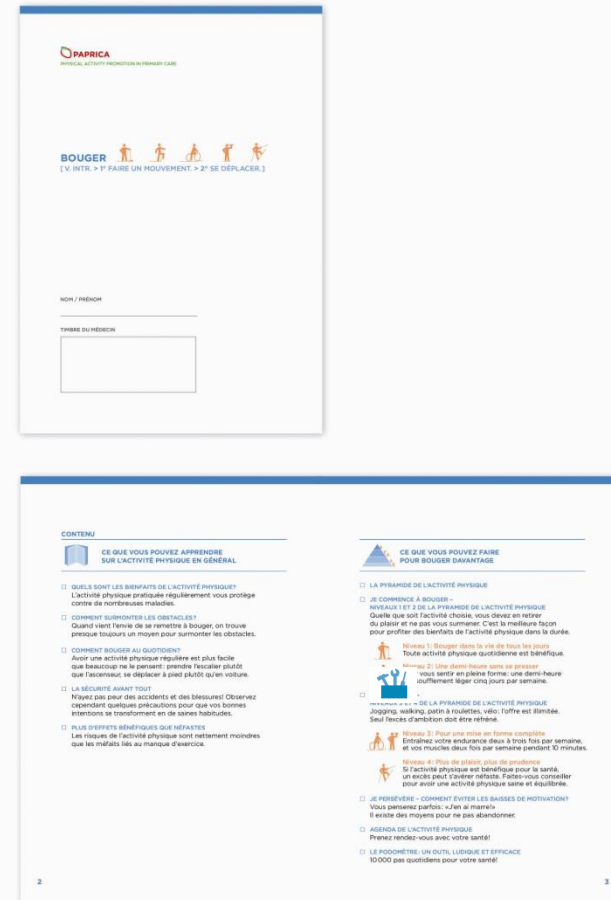 PAPRICA
PHYSICAL ACTIVITY PROMOTION IN PRIMARY CARE
BOUGER
[ V. INTR. > 1° FAIRE UN MOUVEMENT. > 2° SE DÉPLACER. ]
NOM / PRÉNOM
TIMBRE DU MÉDECIN
CONTENU
CE QUE VOUS POUVEZ APPRENDRE
SUR L'ACTIVITÉ PHYSIQUE EN GÉNÉRAL
QUELS SONT LES BIENFAITS DE L'ACTIVITÉ PHYSIQUE?
L'activité physique pratiquée régulièrement vous protège
contre de nombreuses maladies.
COMMENT SURMONTER LES OBSTACLES?
Quand vient l'envie de se remettre à bouger, on trouve
presque toujours un moyen pour surmonter les obstacles.
COMMENT BOUGER AU QUOTIDIEN?
Avoir une activité physique régulière est plus facile
que beaucoup ne le pensent: prendre l'escalier plutôt
que l'ascenseur, se déplacer à pied plutôt qu'en voiture.
LA SÉCURITÉ AVANT TOUT
N'ayez pas peur des accidents et des blessures! Observez
cependant quelques précautions pour que vos bonnes
intentions se transforment en de saines habitudes.
PLUS D'EFFETS BÉNÉFIQUES QUE NÉFASTES
Les risques de l'activité physique sont nettement moindres
que les méfaits liés au manque d'exercice.
2
CE QUE VOUS POUVEZ FAIRE
POUR BOUGER DAVANTAGE
LA PYRAMIDE DE L'ACTIVITÉ PHYSIQUE
JE COMMENCE À BOUGER –
NIVEAUX 1 ET 2 DE LA PYRAMIDE DE L'ACTIVITÉ PHYSIQUE
Quelle que soit l'activité choisie, vous devez en retirer
du plaisir et ne pas vous surmener. C'est la meilleure façon
pour profiter des bienfaits de l'activité physique dans la durée.
Niveau 1: Bouger dans la vie de tous les jours
Toute activité physique quotidienne est bénéfique.
2: Une demi-heure sans se presser
vous sentir en pleine forme: une demi-heure
soufflement léger cinq jours par semaine.
4 DE LA PYRAMIDE DE L'ACTIVITÉ PHYSIQUE
Jogging, walking, patin à roulettes, vélo: l'offre est illimitée.
Seul l'excès d'ambition doit être réfréné.
Niveau 3: Pour une mise en forme complète
Entraînez votre endurance deux à trois fois par semaine,
et vos muscles deux fois par semaine pendant 10 minutes.
Niveau 4: Plus de plaisir, plus de prudence
Si l'activité physique est bénéfique pour la santé,
un excès peut s'avérer néfaste. Faites-vous conseiller
pour avoir une activité physique saine et équilibrée.
JE PERSÉVÈRE – COMMENT ÉVITER LES BAISSES DE MOTIVATION?
Vous penserez parfois: «J'en ai marre!»
Il existe des moyens pour ne pas abandonner.
AGENDA DE L'ACTIVITÉ PHYSIQUE
Prenez rendez-vous avec votre santé!
LE PODOMÈTRE: UN OUTIL LUDIQUE ET EFFICACE
10 000 pas quotidiens pour votre santé!
3